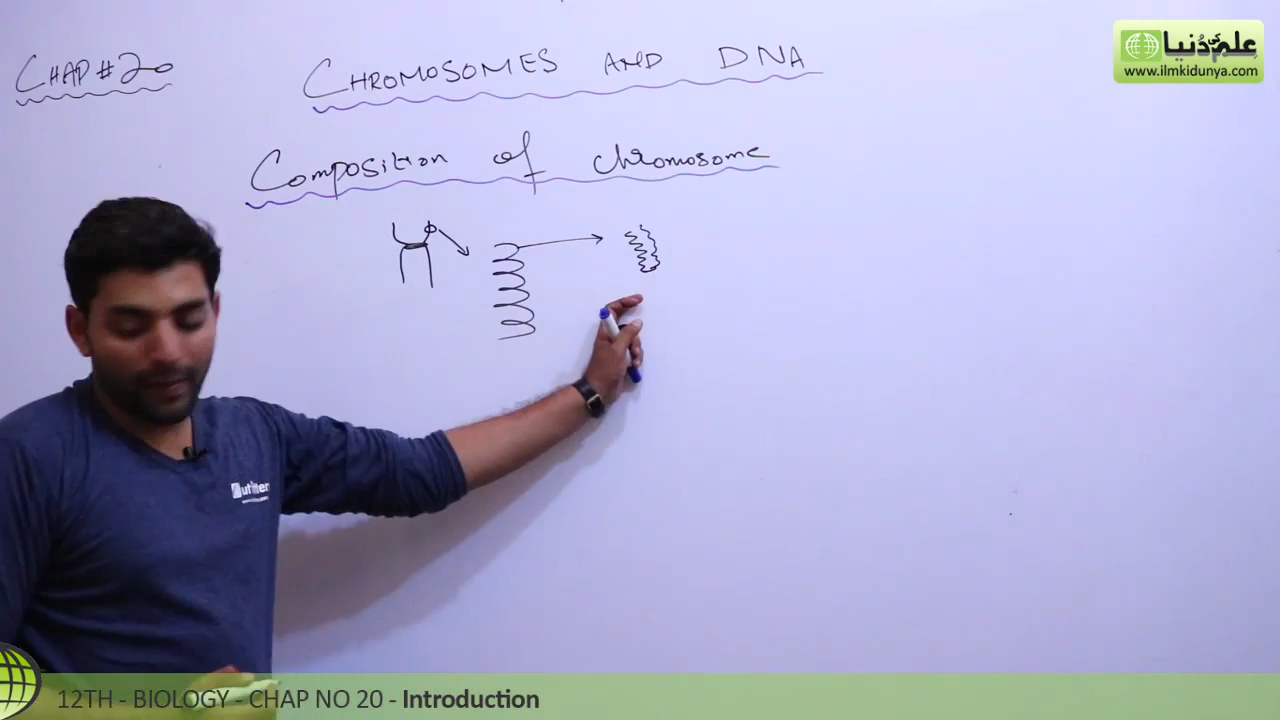 CHAP # 20
CHROMOSOMES AND DNA
Composition of chromosome
علم کی دنیا
www.ilmkidunya.com
12TH - BIOLOGY - CHAP NO 20 - Introduction